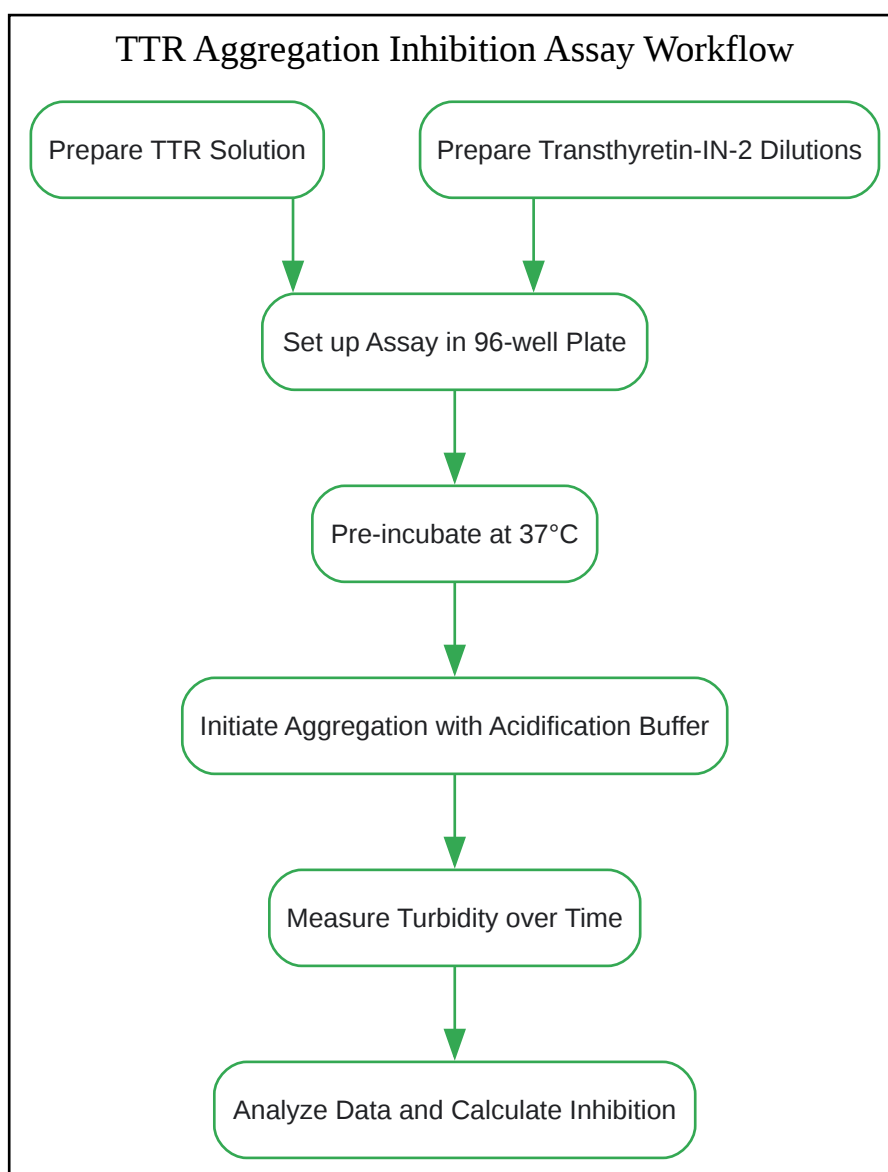 TTR Aggregation Inhibition Assay Workflow
Prepare TTR Solution
Prepare Transthyretin-IN-2 Dilutions
Set up Assay in 96-well Plate
Pre-incubate at 37°C
Initiate Aggregation with Acidification Buffer
Measure Turbidity over Time
Analyze Data and Calculate Inhibition